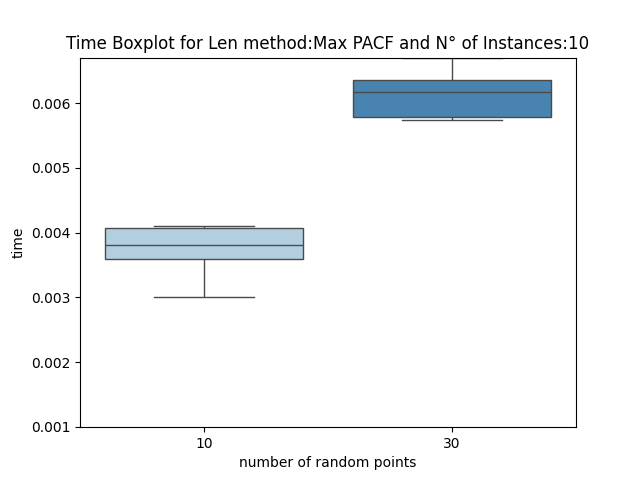 Time Boxplot for Len method:Max PACF and N° of Instances:10
0.006
0.005
0.004
0.003
0.002
0.001
time
10 30
number of random points